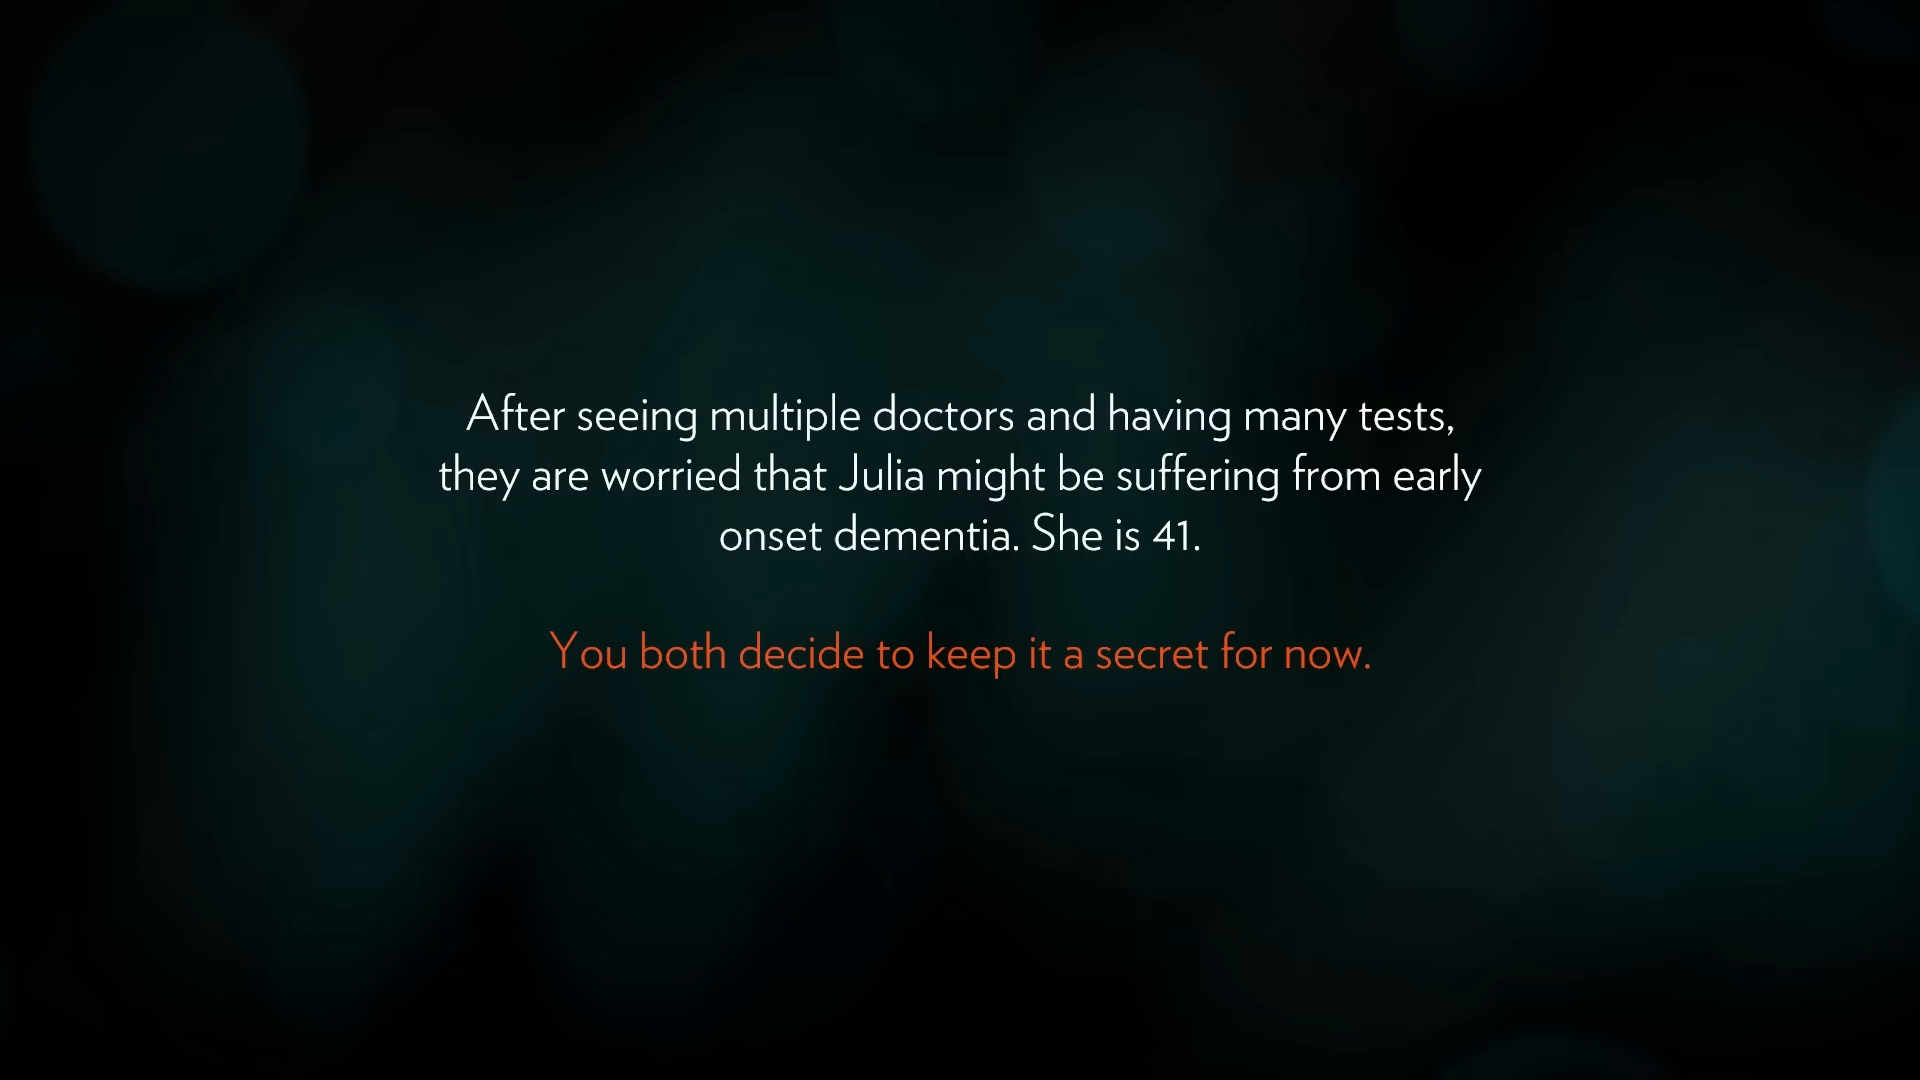 After seeing multiple doctors and having many tests,
they are worried that Julia might be suffering from early
onset dementia. She is 41.
You both decide to keep it a secret for now.